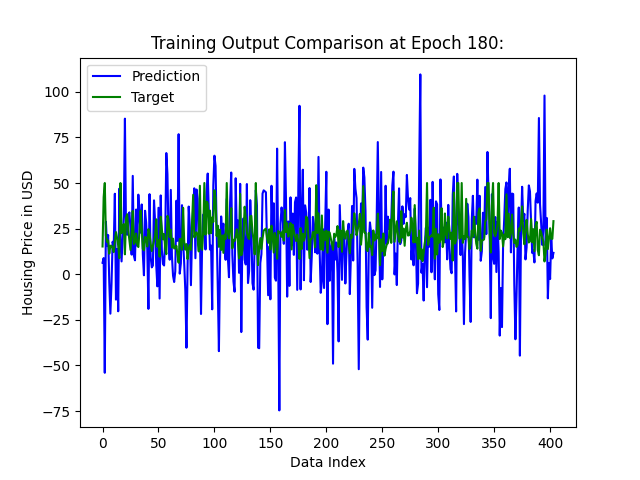 Training Output Comparison at Epoch 180:
Prediction
Target
Housing Price in USD
100
75
50
25
0
−25
−50
−75
0 50 100 150 200 250 300 350 400
Data Index